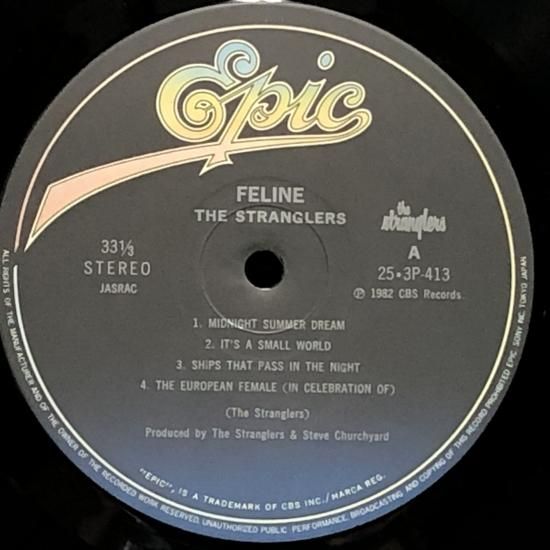 Epic
FELINE
THE STRANGLERS
the
stranglers
33⅓
STEREO
JASRAC
A
25•3P-413
Ⓟ 1982 CBS Records
1. MIDNIGHT SUMMER DREAM
2. IT'S A SMALL WORLD
3. SHIPS THAT PASS IN THE NIGHT
4. THE EUROPEAN FEMALE (IN CELEBRATION OF)
(The Stranglers)
Produced by The Stranglers & Steve Churchyard
"EPIC", IS A TRADEMARK OF CBS INC./MARCA REG.
ALL RIGHTS OF THE MANUFACTURER AND OF THE OWNER OF THE RECORDED WORK RESERVED. UNAUTHORIZED PUBLIC PERFORMANCE, BROADCASTING AND COPYING OF THIS RECORD PROHIBITED EPIC SONY INC. TOKYO JAPAN